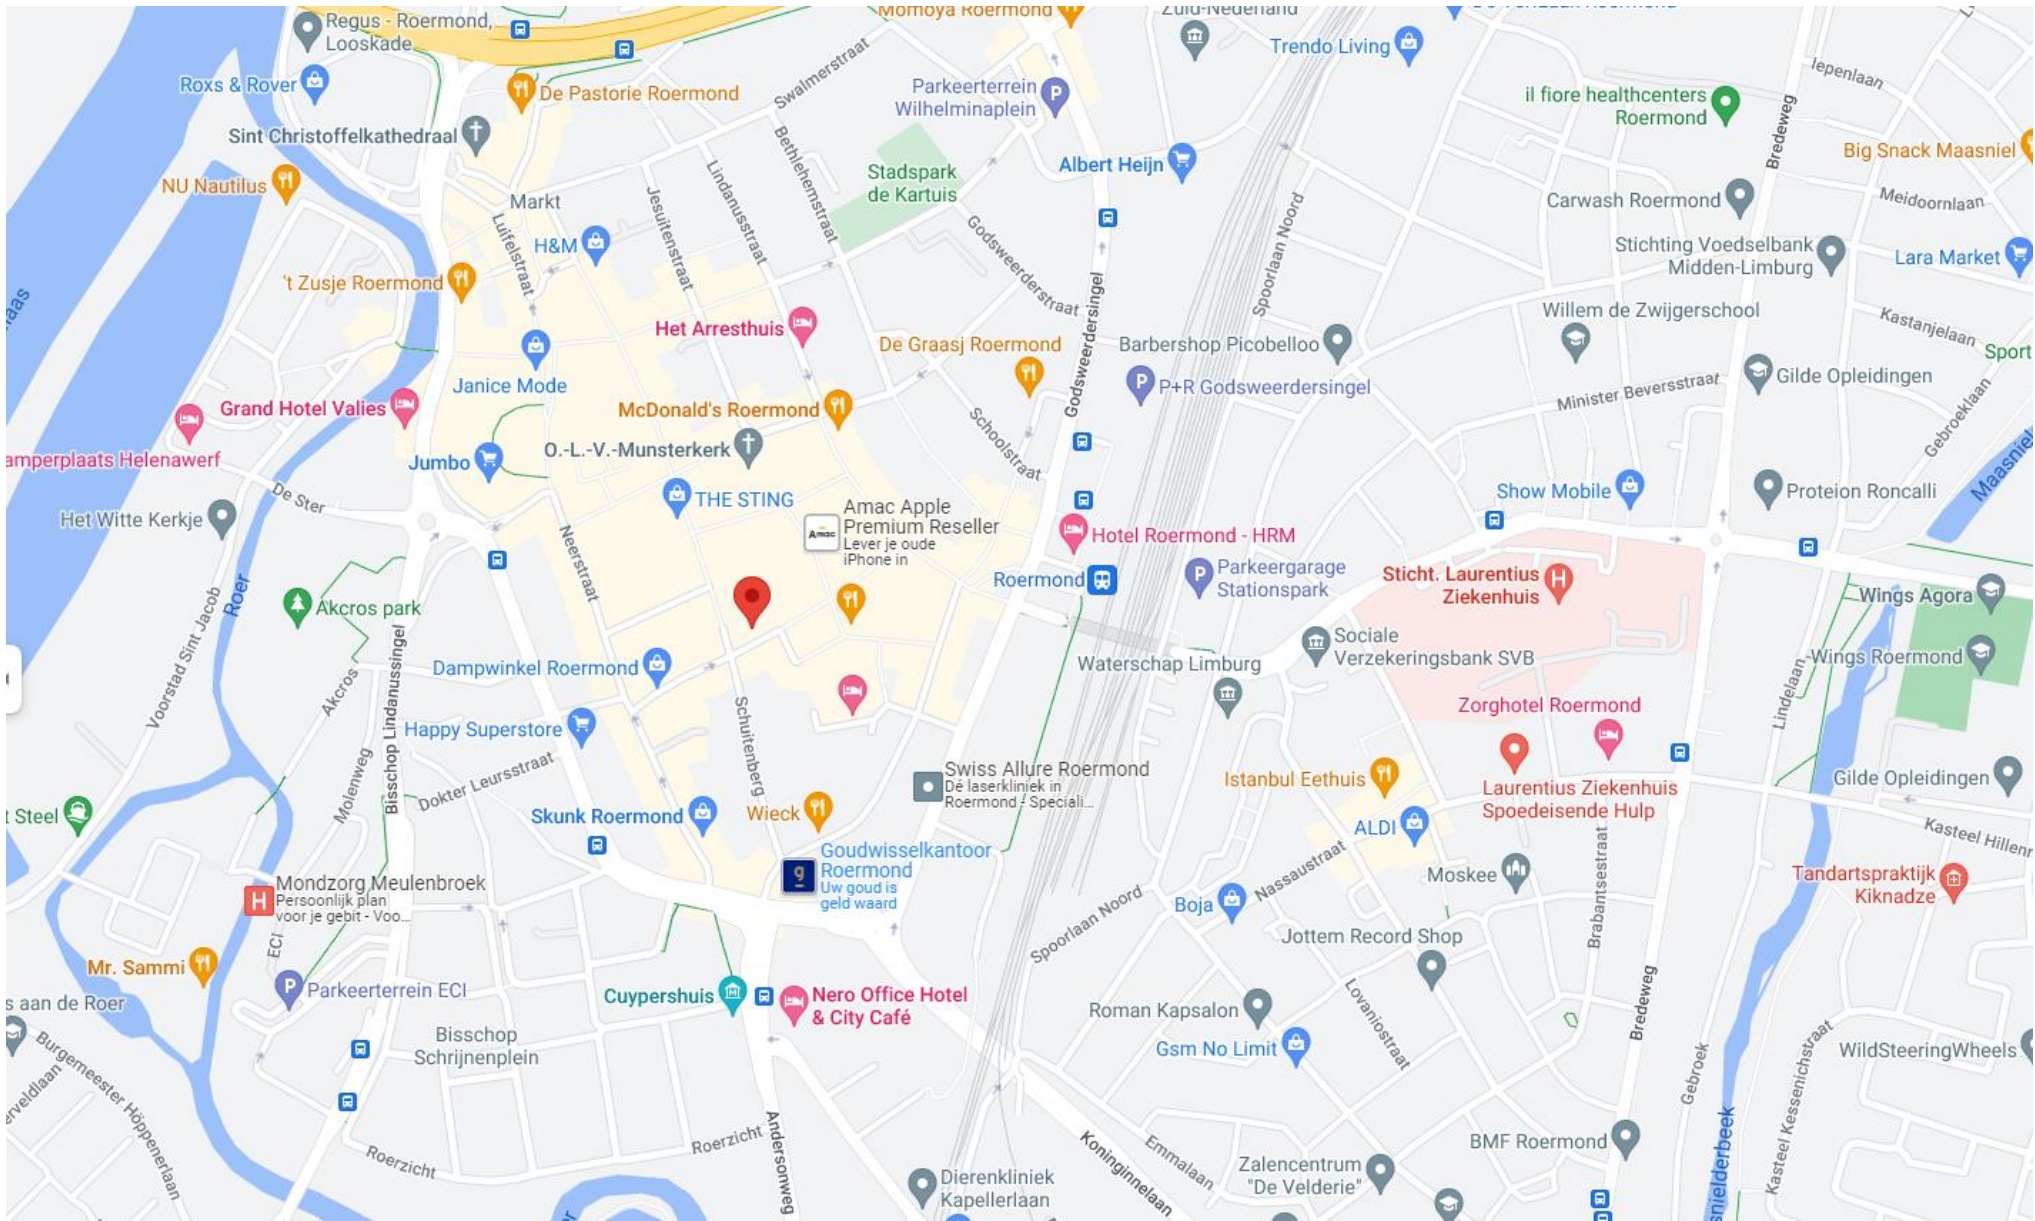 Regus - Roermond,
Looskade
Momoya Roermond
Zuid-Nederland
Trendo Living
Roxs & Rover
De Pastorie Roermond
Swalmerstraat
Parkeerterrein
Wilhelminaplein
Iepenlaan
il fiore healthcenters
Roermond
Bredeweg
Sint Christoffelkathedraal
Bethlehemstraat
Albert Heijn
Big Snack Maasniel
NU Nautilus
Stadspark
de Kartuis
Lindanusstraat
Jesuitenstraat
Markt
Luifelstraat
H&M
Godsweerderstraat
Spoorlaan Noord
Carwash Roermond
Meidoornlaan
Stichting Voedselbank
Midden-Limburg
Lara Market
't Zusje Roermond
Godsweerdersingel
Willem de Zwijgerschool
Kastanjelaan
Het Arresthuis
De Graasj Roermond
Barbershop Picobelloo
Sport
Janice Mode
P+R Godsweerdersingel
Minister Beversstraat
Gilde Opleidingen
Gebroeklaan
Grand Hotel Valies
McDonald's Roermond
Schoolstraat
O.-L.-V.-Munsterkerk
amperplaats Helenawerf
Jumbo
Maasniel
De Ster
THE STING
Show Mobile
Proteion Roncalli
Het Witte Kerkje
Amac Apple
Premium Reseller
Lever je oude
iPhone in
Amac
Hotel Roermond - HRM
Neerstraat
Roermond
Parkeergarage
Stationspark
Sticht. Laurentius
Ziekenhuis
Wings Agora
Roer
Akcros park
Voorstad Sint Jacob
Bisschop Lindanussingel
Sociale
Verzekeringsbank SVB
Waterschap Limburg
Wings Roermond
Lindelaan
Dampwinkel Roermond
Akcros
Schuitenberg
Zorghotel Roermond
Happy Superstore
Molenweg
Dokter Leursstraat
Swiss Allure Roermond
Dé laserkliniek in
Roermond - Speciali...
Istanbul Eethuis
Laurentius Ziekenhuis
Spoedeisende Hulp
Gilde Opleidingen
t Steel
Skunk Roermond
Wieck
ALDI
Kasteel Hillenr
Goudwisselkantoor
Roermond
Uw goud is
geld waard
g
Nassaustraat
Brabantsestraat
Moskee
Tandartspraktijk
Kiknadze
Mondzorg Meulenbroek
Persoonlijk plan
voor je gebit - Voo...
Boja
Spoorlaan Noord
Jottem Record Shop
ECI
Mr. Sammi
Parkeerterrein ECI
Cuypershuis
Nero Office Hotel
& City Café
Lovaniostraat
Bredeweg
s aan de Roer
Roman Kapsalon
Bisschop
Schrijnenplein
Gsm No Limit
WildSteeringWheels
Burgemeester Höppenerlaan
erveldlaan
Gebroek
Kasteel Kessenichstraat
Andersonweg
Roerzicht
Roerzicht
Koninginnelaan
Emmalaan
BMF Roermond
snielderbeek
Zalencentrum
"De Velderie"
Dierenkliniek
Kapellerlaan